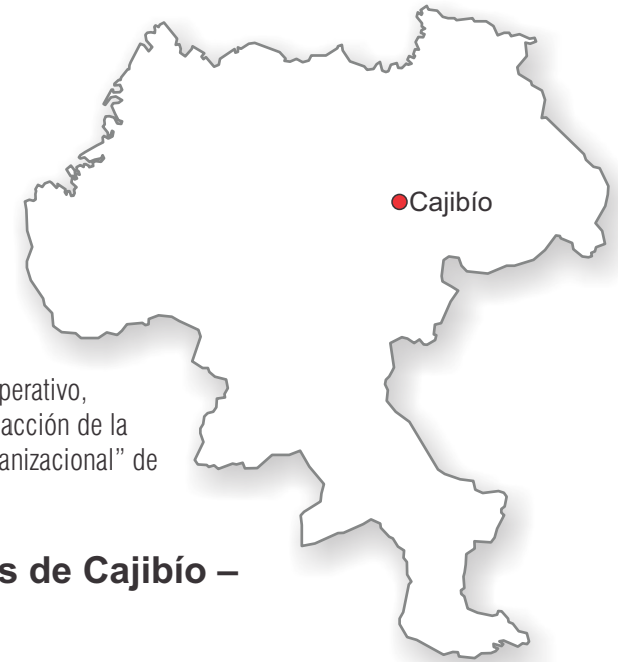 Cajibío
perativo,
acción de la
anizacional” de
s de Cajibío –